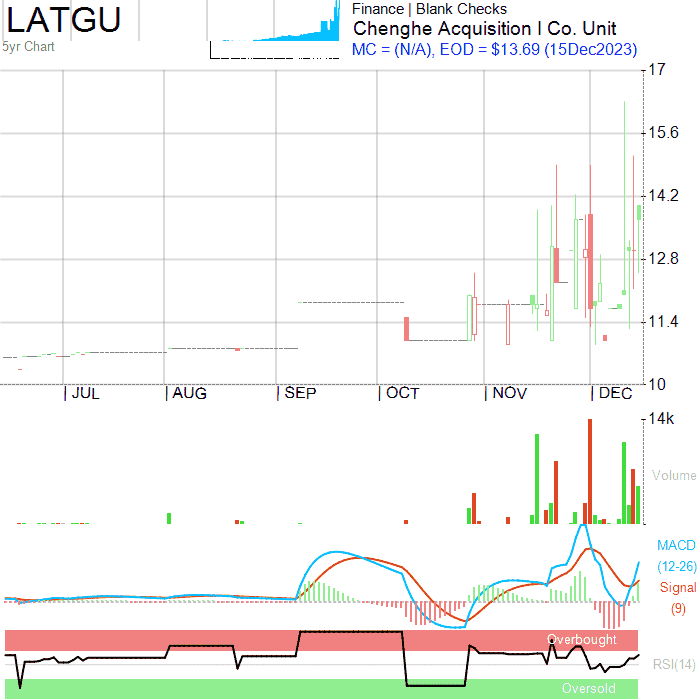 LATGU
5yr Chart
Finance | Blank Checks
Chenghe Acquisition I Co. Unit
MC = (N/A), EOD = $13.69 (15Dec2023)
17
15.6
14.2
12.8
11.4
10
| JUL
| AUG
| SEP
| OCT
| NOV
| DEC
14k
Volume
MACD
(12-26)
Signal
(9)
Overbought
RSI(14)
Oversold